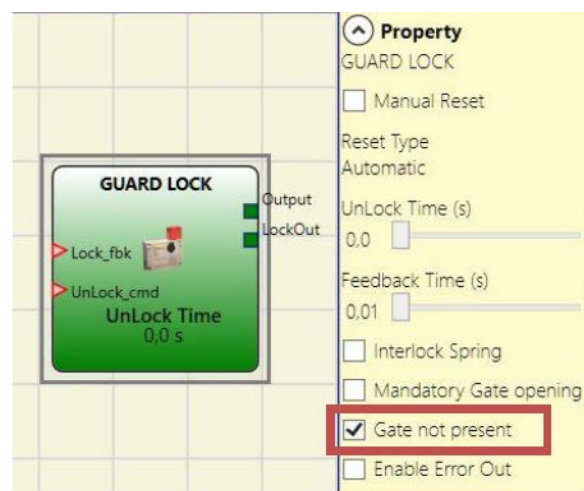 GUARD LOCK
Output
LockOut
Lock_fbk
UnLock_cmd
UnLock Time
0,0 s
Property
GUARD LOCK
Manual Reset
Reset Type
Automatic
UnLock Time (s)
0,0
Feedback Time (s)
0,01
Interlock Spring
Mandatory Gate opening
Gate not present
Enable Error Out